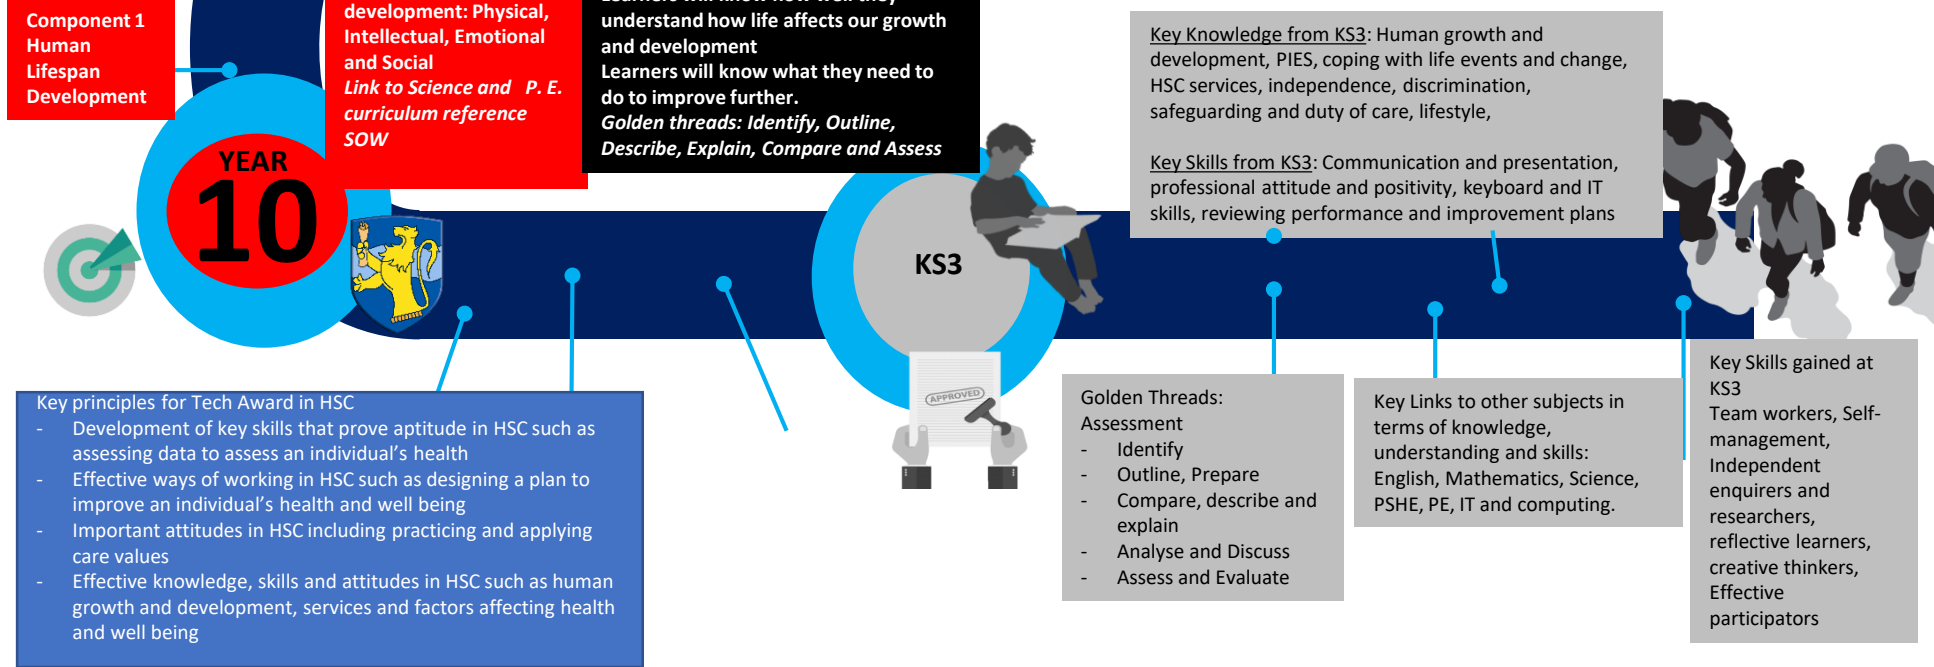 Component 1
Human
Lifespan
Development
development: Physical,
Intellectual, Emotional
and Social
Link to Science and P. E.
curriculum reference
SOW
understand how life affects our growth
and development
Learners will know what they need to
do to improve further.
Golden threads: Identify, Outline,
Describe, Explain, Compare and Assess
Key Knowledge from KS3: Human growth and
development, PIES, coping with life events and change,
HSC services, independence, discrimination,
safeguarding and duty of care, lifestyle,
Key Skills from KS3: Communication and presentation,
professional attitude and positivity, keyboard and IT
skills, reviewing performance and improvement plans
YEAR
10
KS3
APPROVED
Key principles for Tech Award in HSC
- Development of key skills that prove aptitude in HSC such as
assessing data to assess an individual's health
- Effective ways of working in HSC such as designing a plan to
improve an individual's health and well being
- Important attitudes in HSC including practicing and applying
care values
- Effective knowledge, skills and attitudes in HSC such as human
growth and development, services and factors affecting health
and well being
Golden Threads:
Assessment
- Identify
- Outline, Prepare
- Compare, describe and
explain
- Analyse and Discuss
- Assess and Evaluate
Key Links to other subjects in
terms of knowledge,
understanding and skills:
English, Mathematics, Science,
PSHE, PE, IT and computing.
Key Skills gained at
KS3
Team workers, Self-
management,
Independent
enquirers and
researchers,
reflective learners,
creative thinkers,
Effective
participators